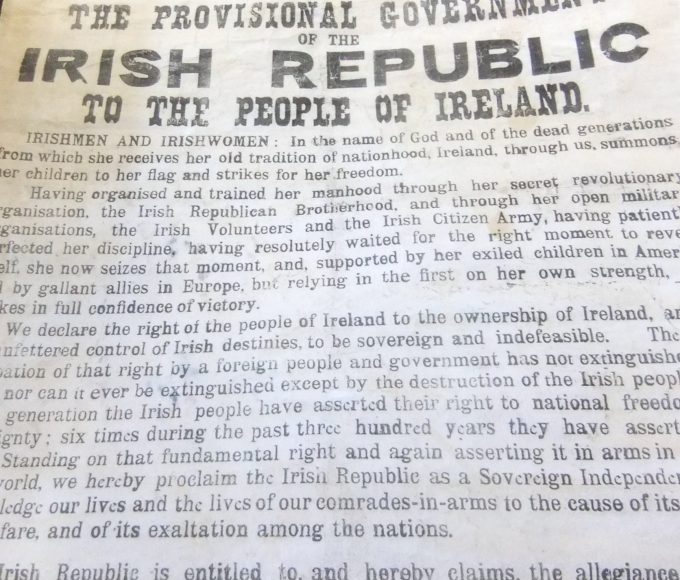 THE PROVISIONAL GOVERNMENT
OF THE
IRISH REPUBLIC
TO THE PEOPLE OF IRELAND.
IRISHMEN AND IRISHWOMEN : In the name of God and of the dead generations
from which she receives her old tradition of nationhood, Ireland, through us, summons
her children to her flag and strikes for her freedom.
Having organised and trained her manhood through her secret revolutionary
rganisation, the Irish Republican Brotherhood, and through her open militar
ganisations, the Irish Volunteers and the Irish Citizen Army, having patient
rfected her discipline, having resolutely waited for the right moment to reve
elf, she now seizes that moment, and, supported by her exiled children in Amer
d by gallant allies in Europe, but relying in the first on her own strength,
ikes in full confidence of victory.
We declare the right of the people of Ireland to the ownership of Ireland, an
unfettered control of Irish destinies, to be sovereign and indefeasible. The
pation of that right by a foreign people and government has not extinguishe
nor can it ever be extinguished except by the destruction of the Irish peopl
generation the Irish people have asserted their right to national freedo
ignty ; six times during the past three hundred years they have assert
Standing on that fundamental right and again asserting it in arms in
world, we hereby proclaim the Irish Republic as a Sovereign Independen
ledge our lives and the lives of our comrades-in-arms to the cause of its
fare, and of its exaltation among the nations.
Irish Republic is entitled to, and hereby claims, the allegiance